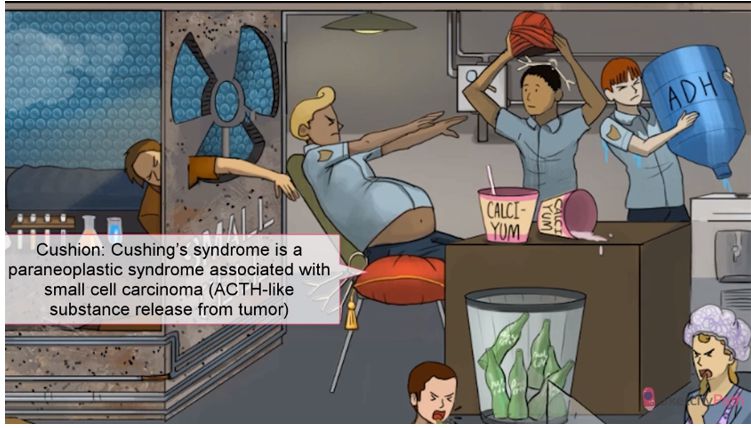 ADH
CALCI-
YUM
CALCI
YUM
SMALL
Cushion: Cushing's syndrome is a
paraneoplastic syndrome associated with
small cell carcinoma (ACTH-like
substance release from tumor)